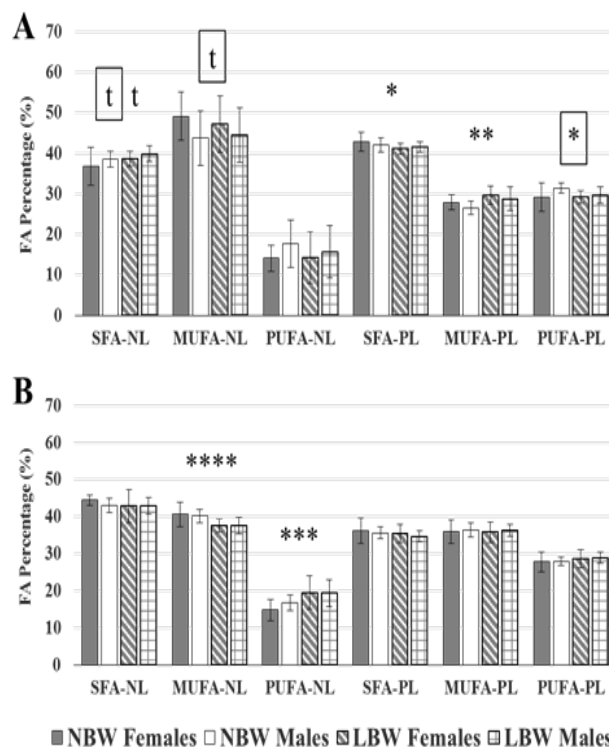 A
70
60
50
40
30
20
10
0
FA Percentage (%)
t t
t
*
**
*
SFA-NL MUFA-NL PUFA-NL SFA-PL MUFA-PL PUFA-PL
B
70
60
50
40
30
20
10
0
FA Percentage (%)
****
***
SFA-NL MUFA-NL PUFA-NL SFA-PL MUFA-PL PUFA-PL
NBW Females NBW Males LBW Females LBW Males